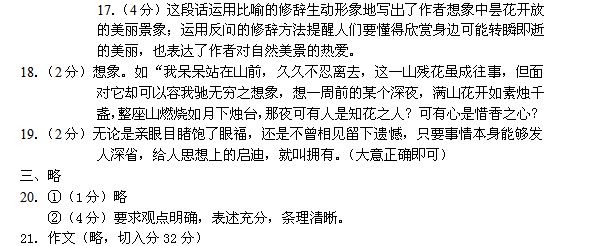 17.（4 分）这段话运用比喻的修辞生动形象地写出了作者想象中昙花开放
的美丽景象；运用反问的修辞方法提醒人们要懂得欣赏身边可能转瞬即逝
的美丽，也表达了作者对自然美景的热爱。
18.（2分）想象。如“我呆呆站在山前，久久不忍离去，这一山残花虽成往事，但面
对它却可以容我驰无穷之想象，想一周前的某个深夜，满山花开如素烛千
盏，整座山燃烧如月下烛台，那夜可有人是知花之人？可有心是惜香之心？
19.（2分）无论是亲眼目睹饱了眼福，还是不曾相见留下遗憾，只要事情本身能够发
人深省，给人思想上的启迪，就叫拥有。（大意正确即可）
三、略
20. ①（1 分）略
②（4 分）要求观点明确，表述充分，条理清晰。
21. 作文（略，切入分 32 分）